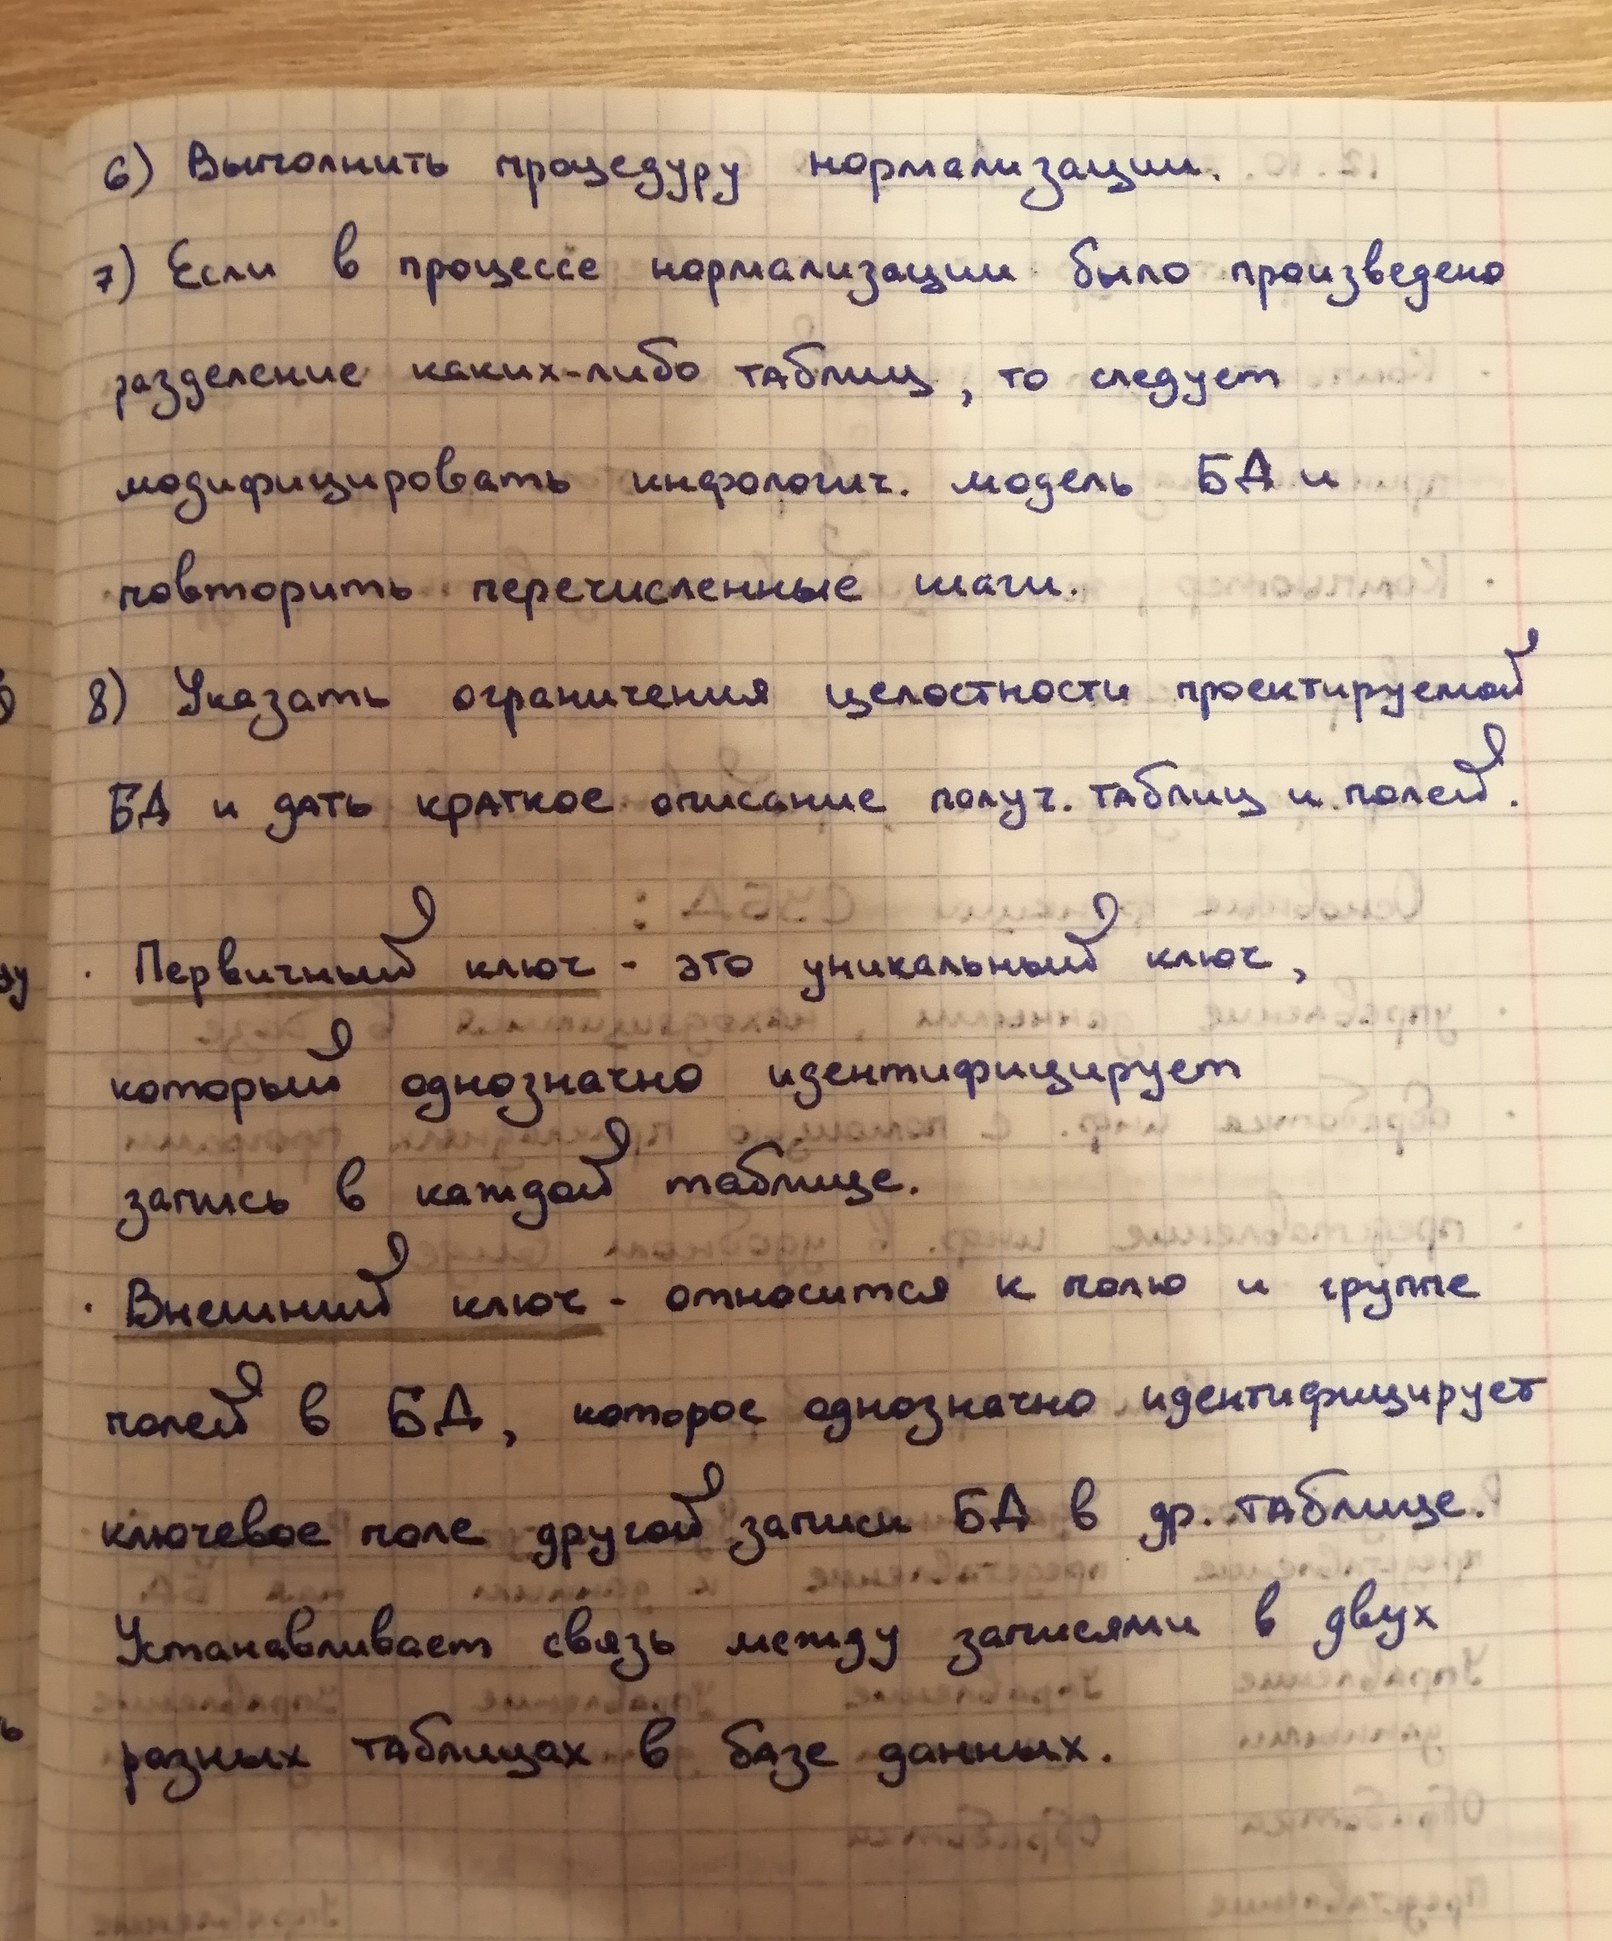 6) Выполнить процедуру нормализации.
7) Если в процессе нормализации было произведено
разделение каких-либо таблиц, то следует
модифицировать инфологич. модель БД и
повторить перечисленные шаги.
8) Указать ограничения целостности проектируемой
БД и дать краткое описание получ. таблиц и полей.
· Первичный ключ - это уникальный ключ,
который однозначно идентифицирует
запись в каждой таблице.
· Внешний ключ - относится к полю и группе
полей в БД, которое однозначно идентифицирует
ключевое поле другой записи БД в др. таблице.
Устанавливает связь между записями в двух
разных таблицах в базе данных.